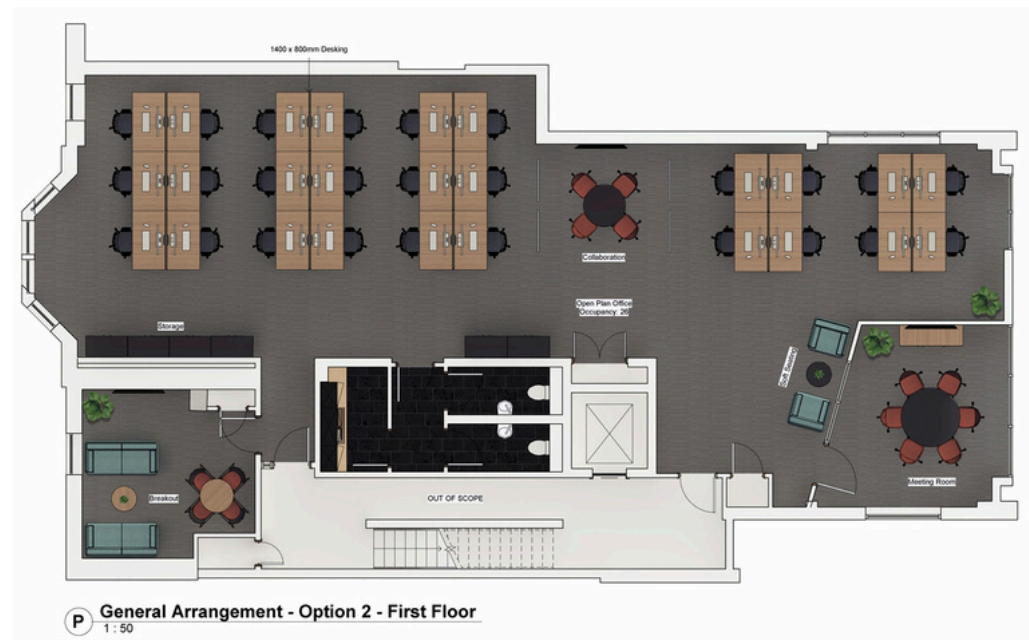 1400 x 800mm Desking
Collaboration
Open Plan Office
Occupancy: 26
Storage
Soft Seating
Meeting Room
Breakout
OUT OF SCOPE
P
General Arrangement - Option 2 - First Floor
1 : 50